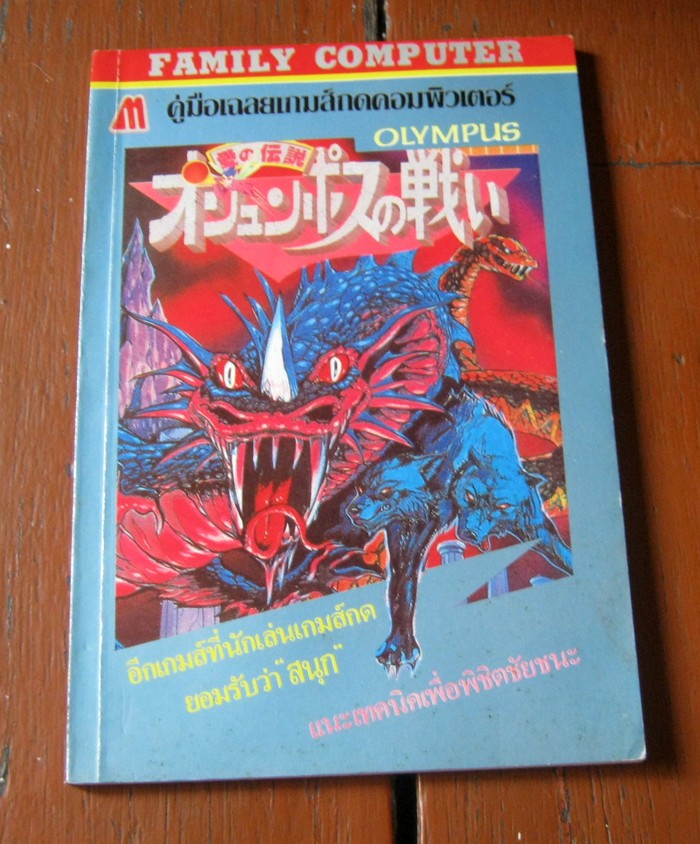 FAMILY COMPUTER
m
คู่มือเฉลยเกมส์กดคอมพิวเตอร์
OLYMPUS
愛の伝説
オリュンポスの戦い
อีกเกมส์ที่นักเล่นเกมส์กด
ยอมรับว่า "สนุก"
แนะเทคนิคเพื่อพิชิตชัยชนะ